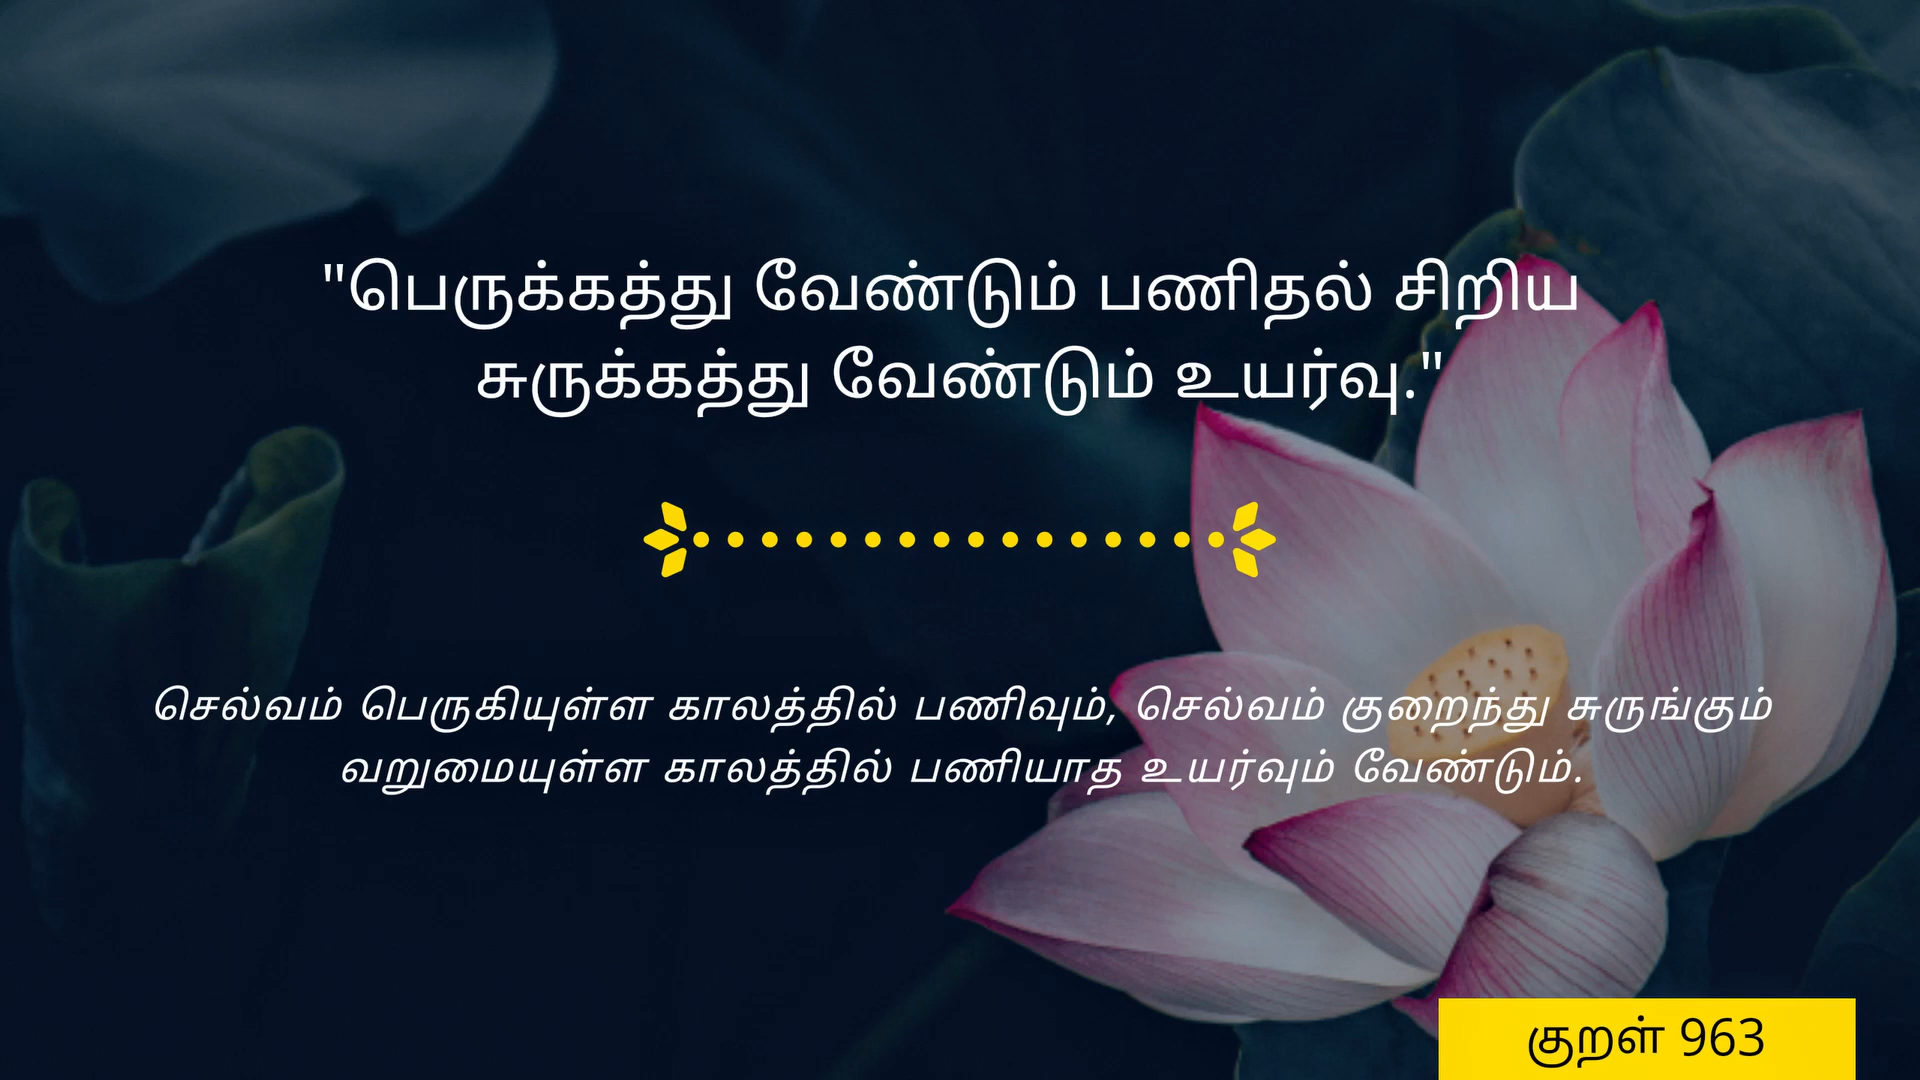 "பெருக்கத்து வேண்டும் பணிதல் சிறிய
சுருக்கத்து வேண்டும் உயர்வு."
செல்வம் பெருகியுள்ள காலத்தில் பணிவும், செல்வம் குறைந்து சுருங்கும்
வறுமையுள்ள காலத்தில் பணியாத உயர்வும் வேண்டும்.
குறள் 963